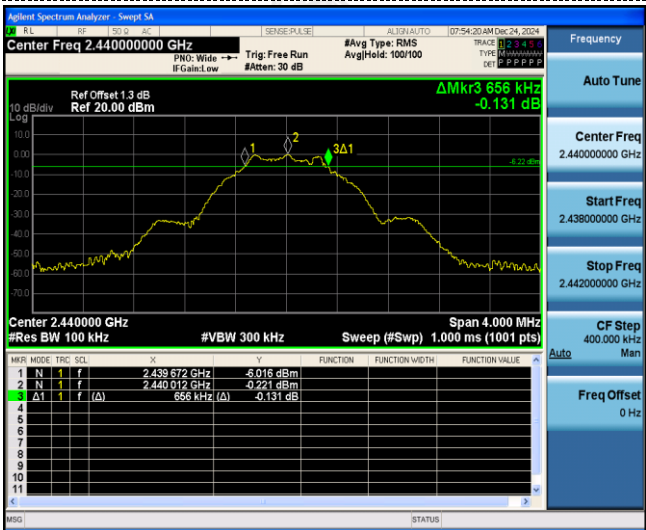 Agilent Spectrum Analyzer - Swept SA
RL RF 50 Ω AC SENSE:PULSE ALIGNAUTO 07:54:20 AM Dec 24, 2024
Center Freq 2.440000000 GHz
PNO: Wide
IFGain:Low
Trig: Free Run
#Atten: 30 dB
#Avg Type: RMS
Avg|Hold: 100/100
TRACE 1 2 3 4 5 6
TYPE M
DET P P P P P P
Ref Offset 1.3 dB
Ref 20.00 dBm
ΔMkr3 656 kHz
-0.131 dB
10 dB/div
Log
10.0
0.00
-10.0
-20.0
-30.0
-40.0
-50.0
-60.0
-70.0
1
2
3Δ1
-6.22 dBm
Center 2.440000 GHz
Span 4.000 MHz
#Res BW 100 kHz
#VBW 300 kHz
Sweep (#Swp) 1.000 ms (1001 pts)
MKR MODE TRC SCL X Y FUNCTION FUNCTION WIDTH FUNCTION VALUE
1 N 1 f 2.439 672 GHz -6.016 dBm
2 N 1 f 2.440 012 GHz -0.221 dBm
3 Δ1 1 f (Δ) 656 kHz (Δ) -0.131 dB
4
5
6
7
8
9
10
11
MSG STATUS
Frequency
Auto Tune
Center Freq
2.440000000 GHz
Start Freq
2.438000000 GHz
Stop Freq
2.442000000 GHz
CF Step
400.000 kHz
Auto Man
Freq Offset
0 Hz